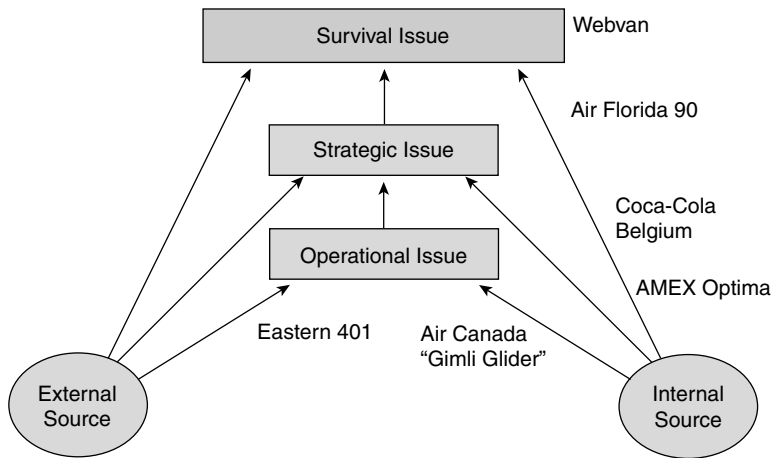 Survival Issue
Webvan
Air Florida 90
Strategic Issue
Coca-Cola
Belgium
Operational Issue
AMEX Optima
Eastern 401
Air Canada
“Gimli Glider”
External
Source
Internal
Source